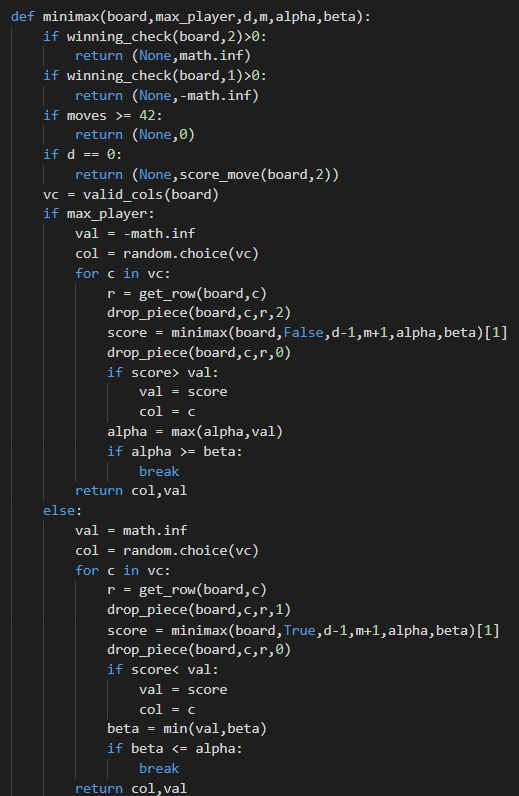 def minimax(board,max_player,d,m,alpha,beta):
    if winning_check(board,2)>0:
        return (None,math.inf)
    if winning_check(board,1)>0:
        return (None,-math.inf)
    if moves >= 42:
        return (None,0)
    if d == 0:
        return (None,score_move(board,2))
    vc = valid_cols(board)
    if max_player:
        val = -math.inf
        col = random.choice(vc)
        for c in vc:
            r = get_row(board,c)
            drop_piece(board,c,r,2)
            score = minimax(board,False,d-1,m+1,alpha,beta)[1]
            drop_piece(board,c,r,0)
            if score> val:
                val = score
                col = c
            alpha = max(alpha,val)
            if alpha >= beta:
                break
        return col,val
    else:
        val = math.inf
        col = random.choice(vc)
        for c in vc:
            r = get_row(board,c)
            drop_piece(board,c,r,1)
            score = minimax(board,True,d-1,m+1,alpha,beta)[1]
            drop_piece(board,c,r,0)
            if score< val:
                val = score
                col = c
            beta = min(val,beta)
            if beta <= alpha:
                break
        return col,val